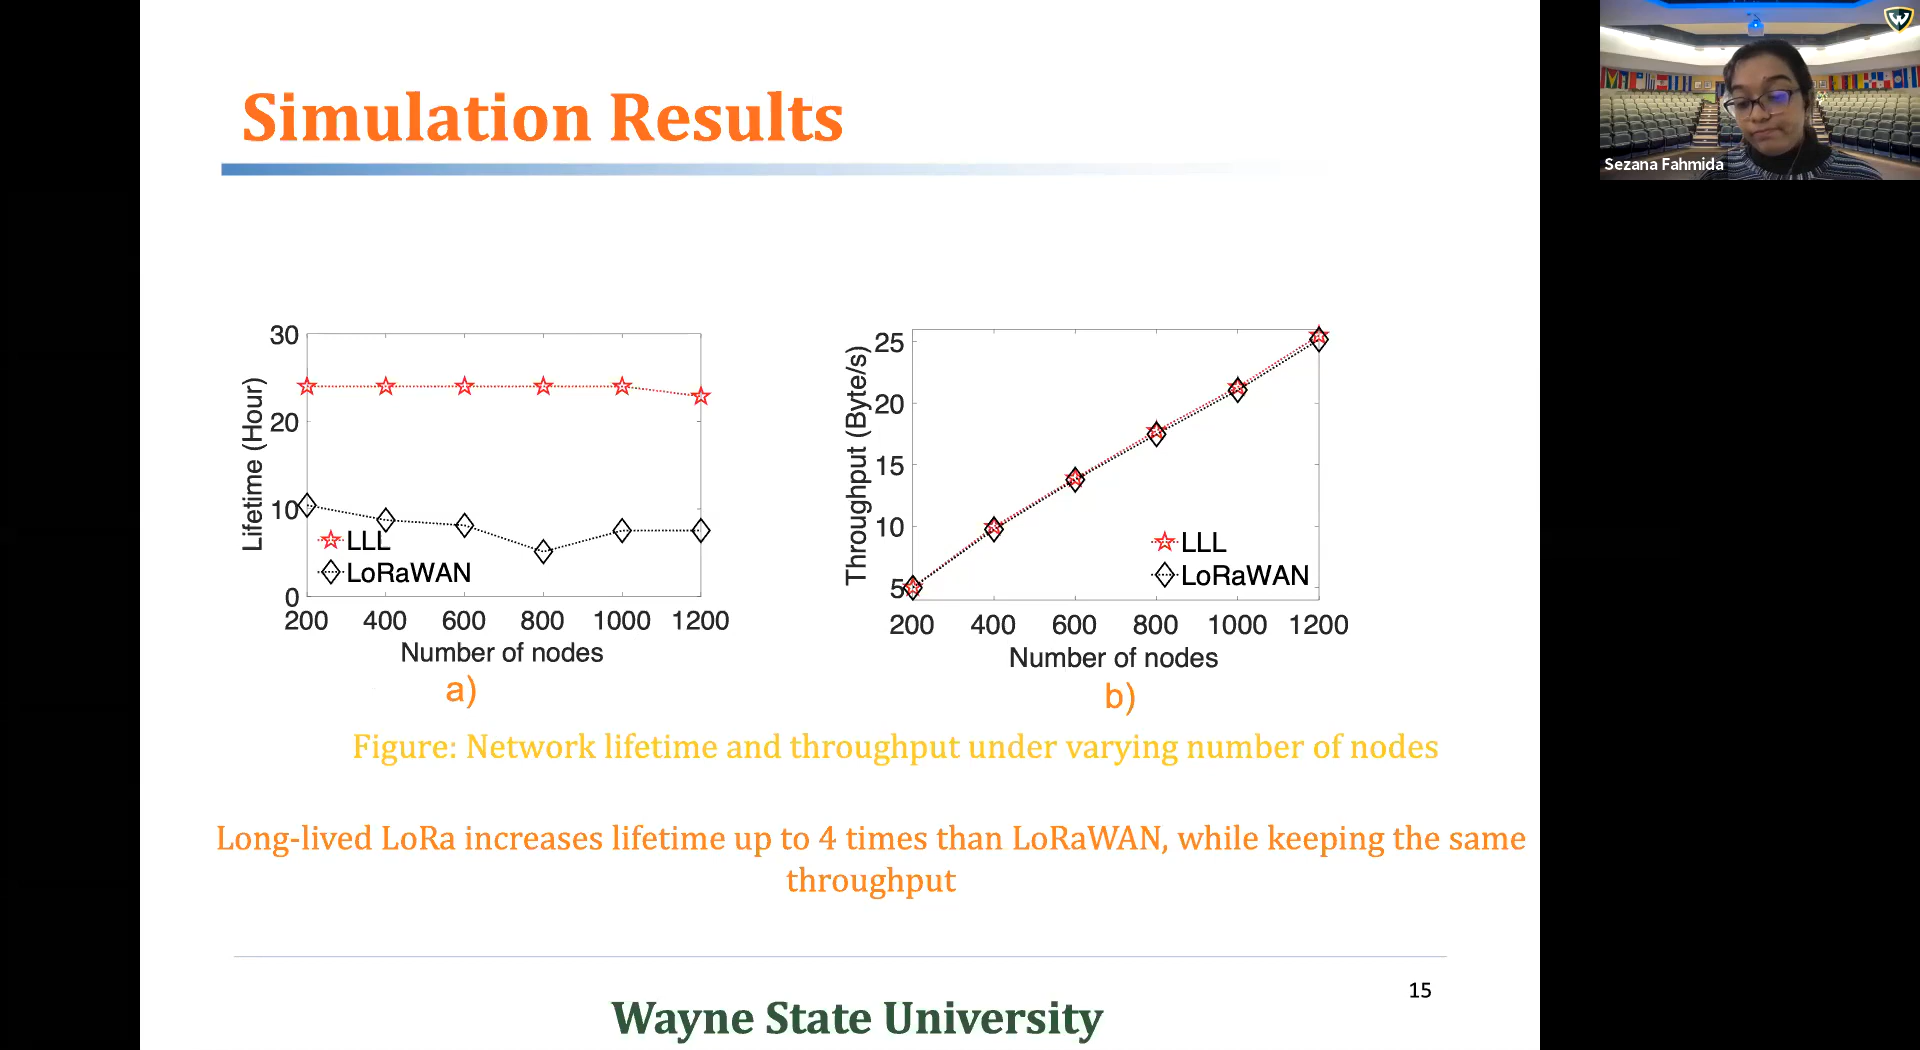 Simulation Results
Sezana Fahmida
30
20
10
0
Lifetime (Hour)
LLL
LoRaWAN
200 400 600 800 1000 1200
Number of nodes
a)
25
20
15
10
5
Throughput (Byte/s)
LLL
LoRaWAN
200 400 600 800 1000 1200
Number of nodes
b)
Figure: Network lifetime and throughput under varying number of nodes
Long-lived LoRa increases lifetime up to 4 times than LoRaWAN, while keeping the same
throughput
15
Wayne State University
W